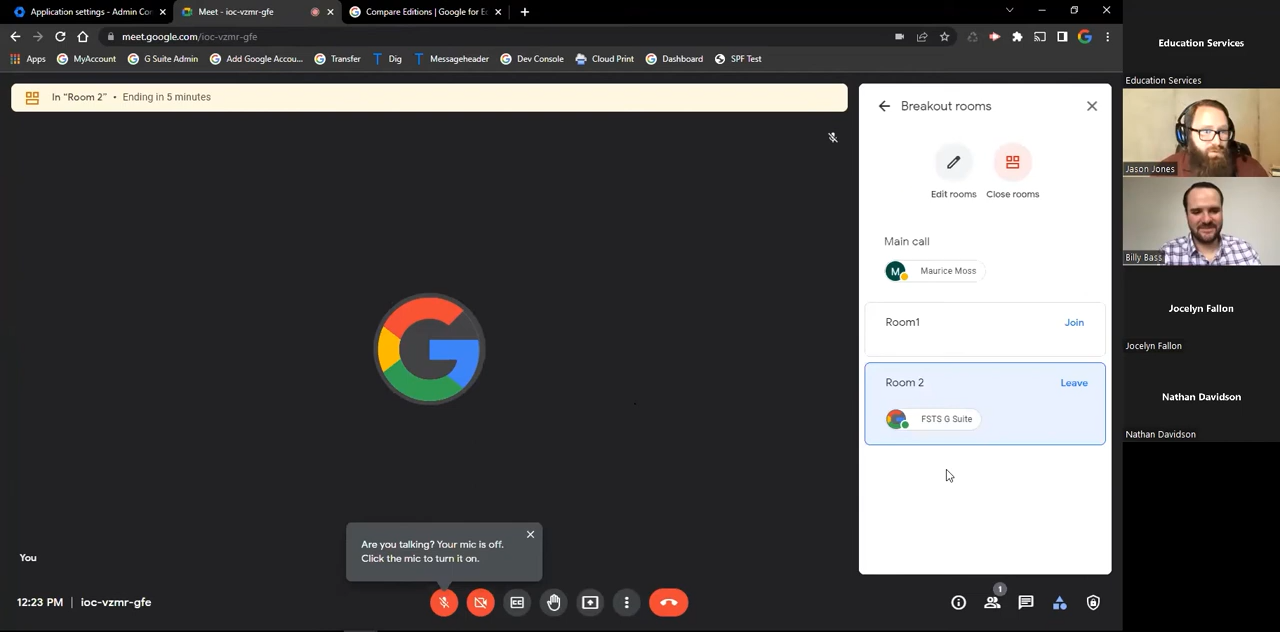 Application settings - Admin Co
Meet - ioc-vzmr-gfe
Compare Editions | Google for E
meet.google.com/ioc-vzmr-gfe
Apps
MyAccount
G Suite Admin
Add Google Accou...
Transfer
Dig
Messageheader
Dev Console
Cloud Print
Dashboard
SPF Test
In "Room 2" • Ending in 5 minutes
Breakout rooms
Edit rooms
Close rooms
Main call
M
Maurice Moss
Room1
Join
Room 2
Leave
FSTS G Suite
Are you talking? Your mic is off.
Click the mic to turn it on.
You
12:23 PM | ioc-vzmr-gfe
1
Education Services
Education Services
Jason Jones
Billy Bass
Jocelyn Fallon
Jocelyn Fallon
Nathan Davidson
Nathan Davidson